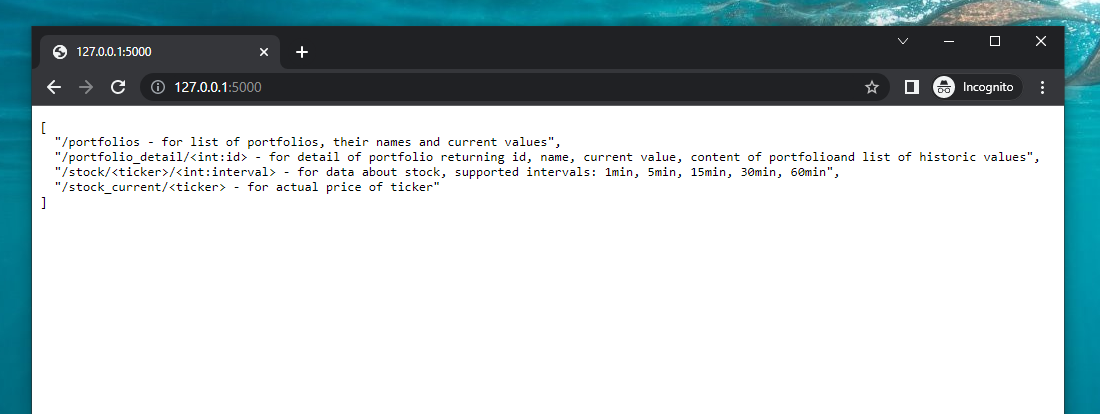 127.0.0.1:5000
127.0.0.1:5000
Incognito
[
"/portfolios - for list of portfolios, their names and current values",
"/portfolio_detail/<int:id> - for detail of portfolio returning id, name, current value, content of portfolioand list of historic values",
"/stock/<ticker>/<int:interval> - for data about stock, supported intervals: 1min, 5min, 15min, 30min, 60min",
"/stock_current/<ticker> - for actual price of ticker"
]